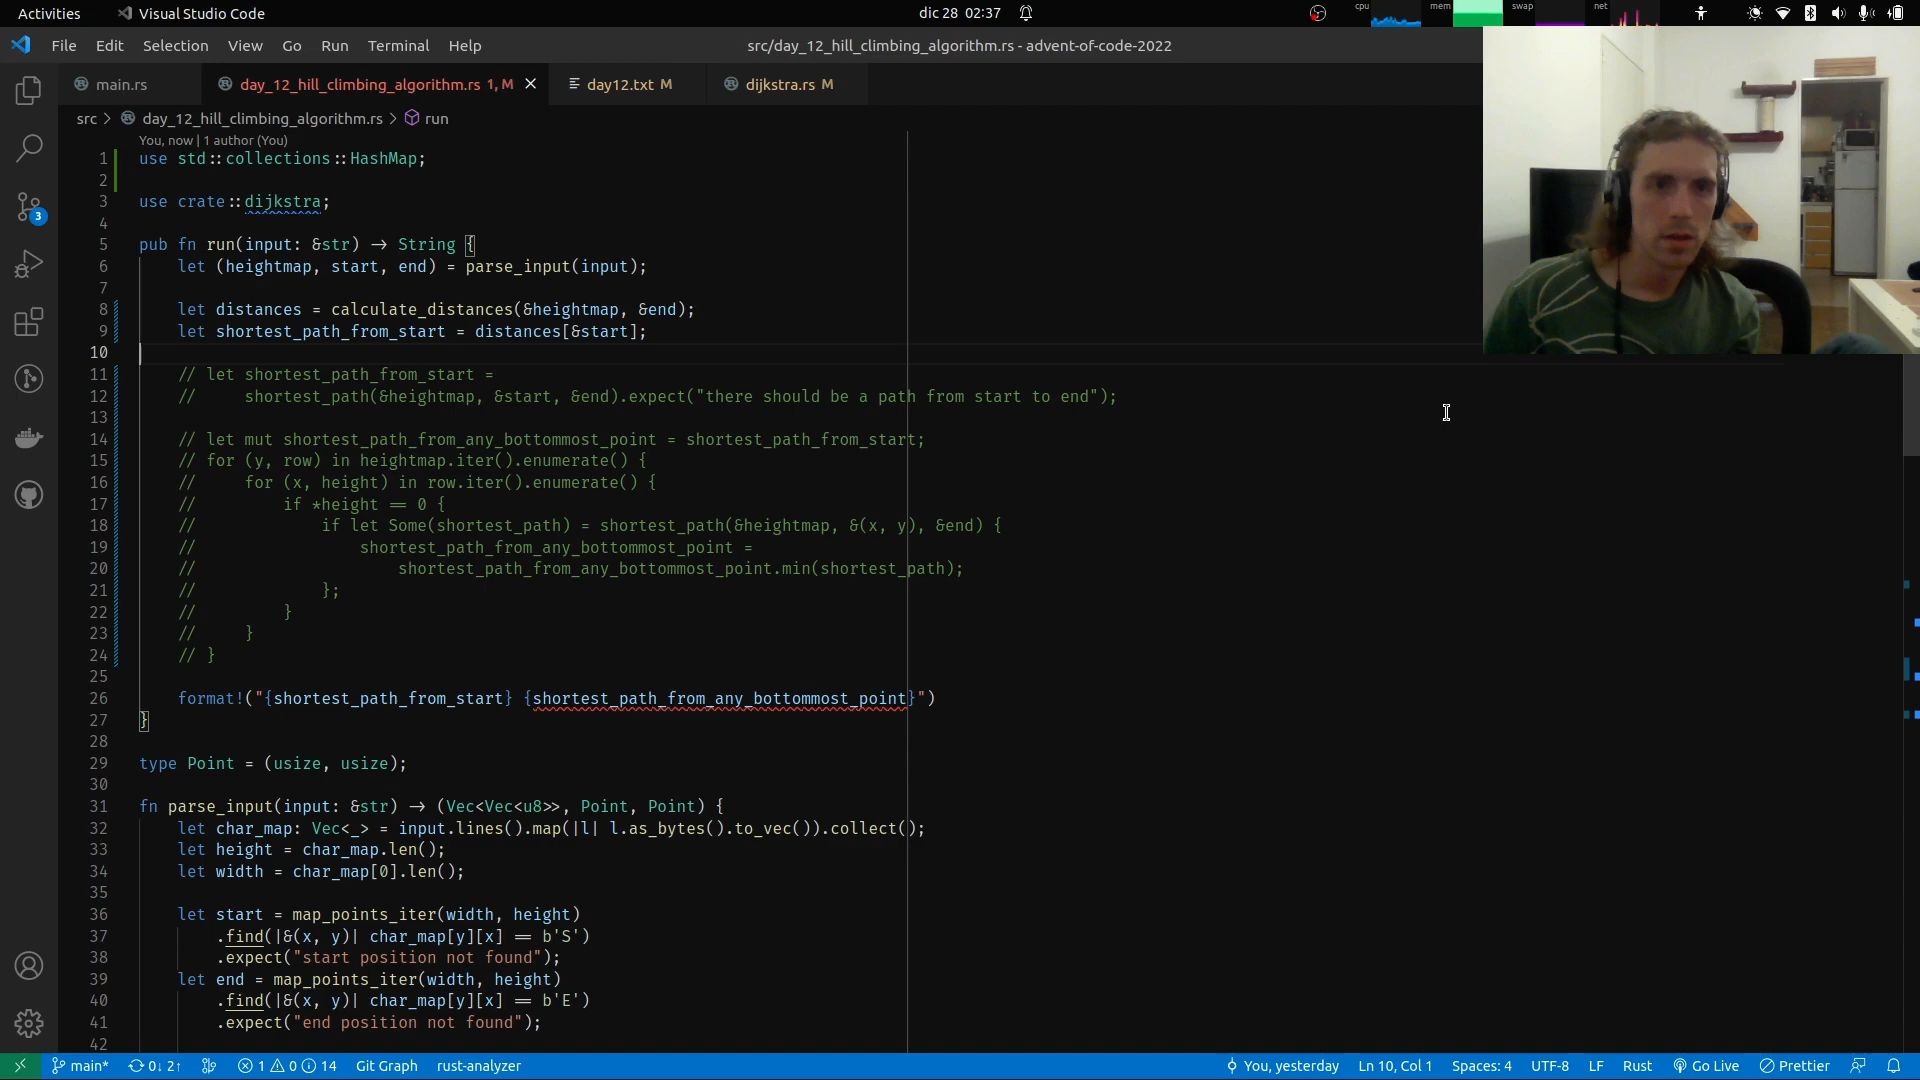 Activities
Visual Studio Code
dic 28 02:37
cpu
mem
swap
net
File Edit Selection View Go Run Terminal Help
src/day_12_hill_climbing_algorithm.rs - advent-of-code-2022
main.rs
day_12_hill_climbing_algorithm.rs 1, M
day12.txt M
dijkstra.rs M
src > day_12_hill_climbing_algorithm.rs > run
You, now | 1 author (You)
1 use std::collections::HashMap;
2
3 use crate::dijkstra;
4
5 pub fn run(input: &str) -> String {
6 let (heightmap, start, end) = parse_input(input);
7
8 let distances = calculate_distances(&heightmap, &end);
9 let shortest_path_from_start = distances[&start];
10
11 // let shortest_path_from_start =
12 // shortest_path(&heightmap, &start, &end).expect("there should be a path from start to end");
13
14 // let mut shortest_path_from_any_bottommost_point = shortest_path_from_start;
15 // for (y, row) in heightmap.iter().enumerate() {
16 // for (x, height) in row.iter().enumerate() {
17 // if *height == 0 {
18 // if let Some(shortest_path) = shortest_path(&heightmap, &(x, y), &end) {
19 // shortest_path_from_any_bottommost_point =
20 // shortest_path_from_any_bottommost_point.min(shortest_path);
21 // };
22 // }
23 // }
24 // }
25
26 format!("{shortest_path_from_start} {shortest_path_from_any_bottommost_point}")
27 }
28
29 type Point = (usize, usize);
30
31 fn parse_input(input: &str) -> (Vec<Vec<u8>>, Point, Point) {
32 let char_map: Vec<_> = input.lines().map(|l| l.as_bytes().to_vec()).collect();
33 let height = char_map.len();
34 let width = char_map[0].len();
35
36 let start = map_points_iter(width, height)
37 .find(|&(x, y)| char_map[y][x] == b'S')
38 .expect("start position not found");
39 let end = map_points_iter(width, height)
40 .find(|&(x, y)| char_map[y][x] == b'E')
41 .expect("end position not found");
42
3
main* 0↓ 2↑ 1 0 14 Git Graph rust-analyzer
You, yesterday Ln 10, Col 1 Spaces: 4 UTF-8 LF Rust Go Live Prettier